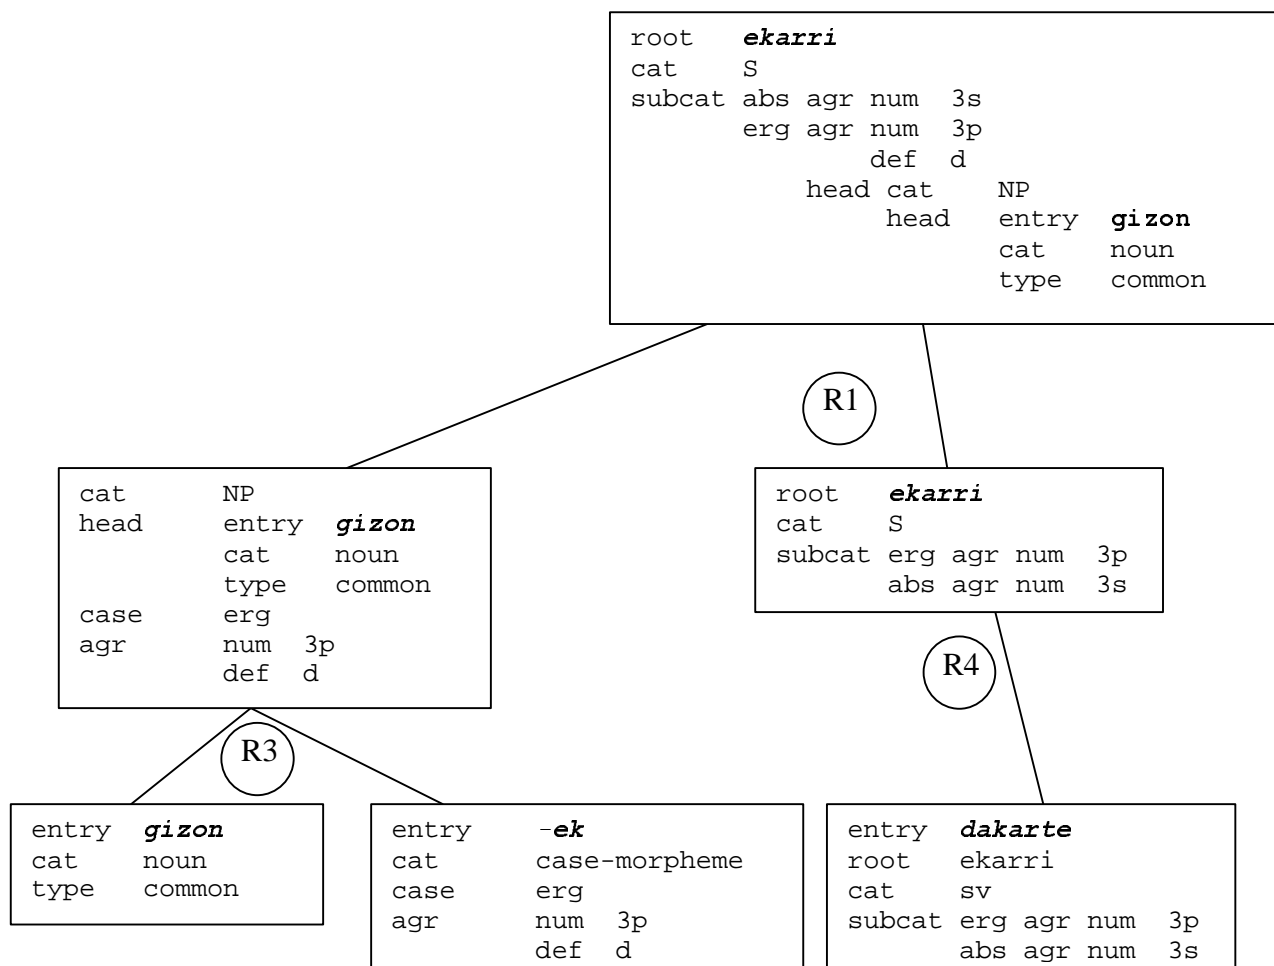 root ekarri
cat S
subcat abs agr num 3s
erg agr num 3p
def d
head cat NP
head entry gizon
cat noun
type common
R1
cat NP
head entry gizon
cat noun
type common
case erg
agr num 3p
def d
root ekarri
cat S
subcat erg agr num 3p
abs agr num 3s
R4
R3
entry gizon
cat noun
type common
entry -ek
cat case-morpheme
case erg
agr num 3p
def d
entry dakarte
root ekarri
cat sv
subcat erg agr num 3p
abs agr num 3s